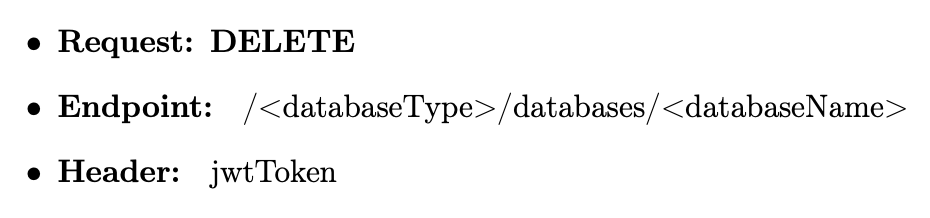 • Request: DELETE
• Endpoint: /<databaseType>/databases/<databaseName>
• Header: jwtToken